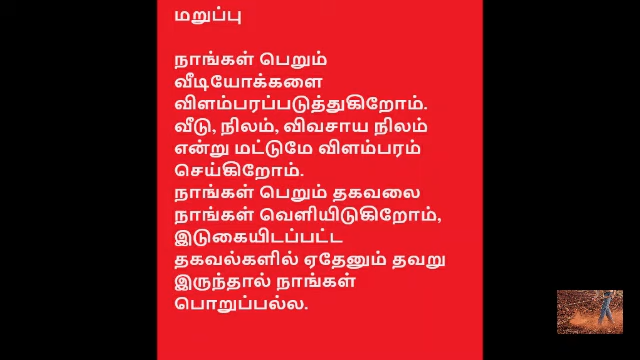 மறுப்பு
நாங்கள் பெறும்
வீடியோக்களை
விளம்பரப்படுத்துகிறோம்.
வீடு, நிலம், விவசாய நிலம்
என்று மட்டுமே விளம்பரம்
செய்கிறோம்.
நாங்கள் பெறும் தகவலை
நாங்கள் வெளியிடுகிறோம்,
இடுகையிடப்பட்ட
தகவல்களில் ஏதேனும் தவறு
இருந்தால் நாங்கள்
பொறுப்பல்ல.